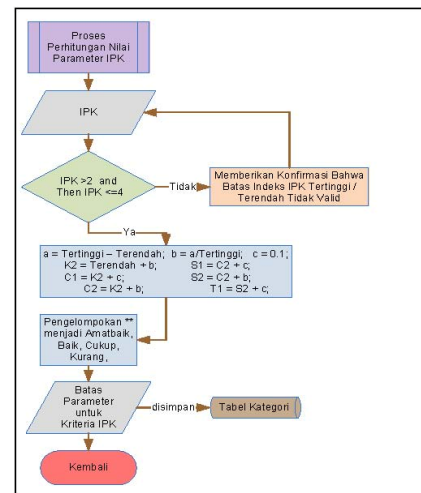 Proses
Perhitungan Nilai
Parameter IPK
IPK
IPK >2 and
Then IPK <=4
Tidak
Memberikan Konfirmasi Bahwa
Batas Indeks IPK Tertinggi /
Terendah Tidak Valid
Ya
a = Tertinggi – Terendah; b = a/Tertinggi; c = 0.1;
K2 = Terendah + b; S1 = C2 + c;
C1 = K2 + c; S2 = C2 + b;
C2 = K2 + b; T1 = S2 + c;
Pengelompokan **
menjadi Amatbaik,
Baik, Cukup,
Kurang,
Batas
Parameter
untuk
Kriteria IPK
disimpan
Tabel Kategori
Kembali